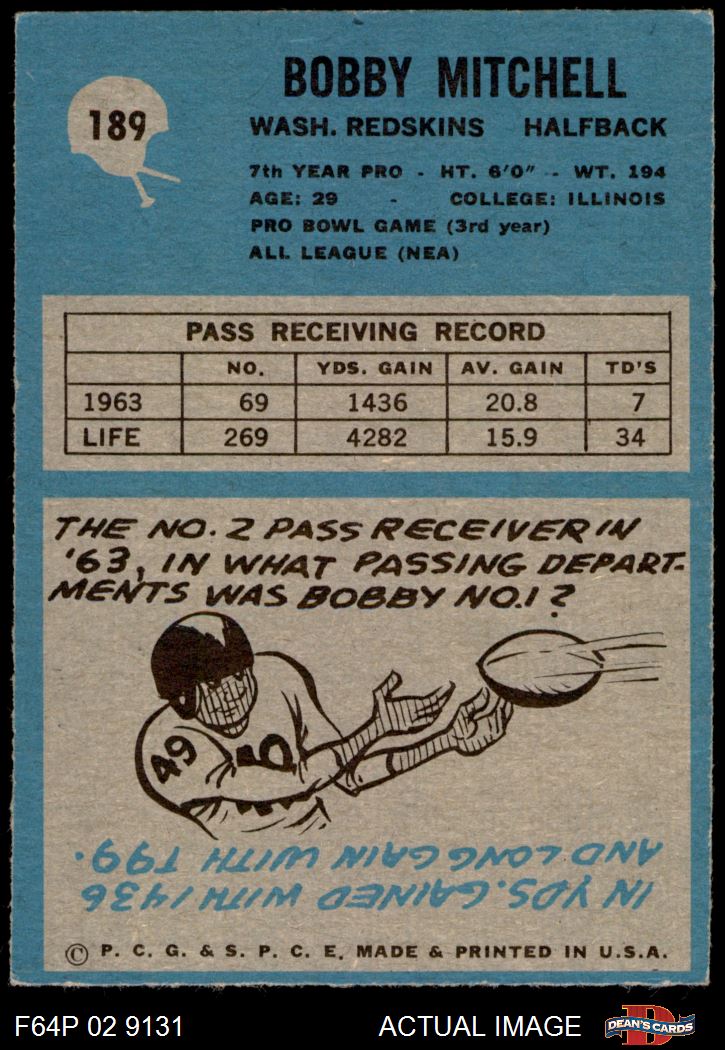 189
BOBBY MITCHELL
WASH. REDSKINS HALFBACK
7th YEAR PRO - HT. 6'0" - WT. 194
AGE: 29 - COLLEGE: ILLINOIS
PRO BOWL GAME (3rd year)
ALL LEAGUE (NEA)
PASS RECEIVING RECORD
NO. YDS. GAIN AV. GAIN TD'S
1963 69 1436 20.8 7
LIFE 269 4282 15.9 34
THE NO. 2 PASS RECEIVER IN
'63, IN WHAT PASSING DEPART-
MENTS WAS BOBBY NO.1?
49
IN YDS. GAINED WITH 1436
AND LONG GAIN WITH T99.
© P. C. G. & S. P. C. E. MADE & PRINTED IN U.S.A.
F64P 02 9131 ACTUAL IMAGE
DEAN'S CARDS